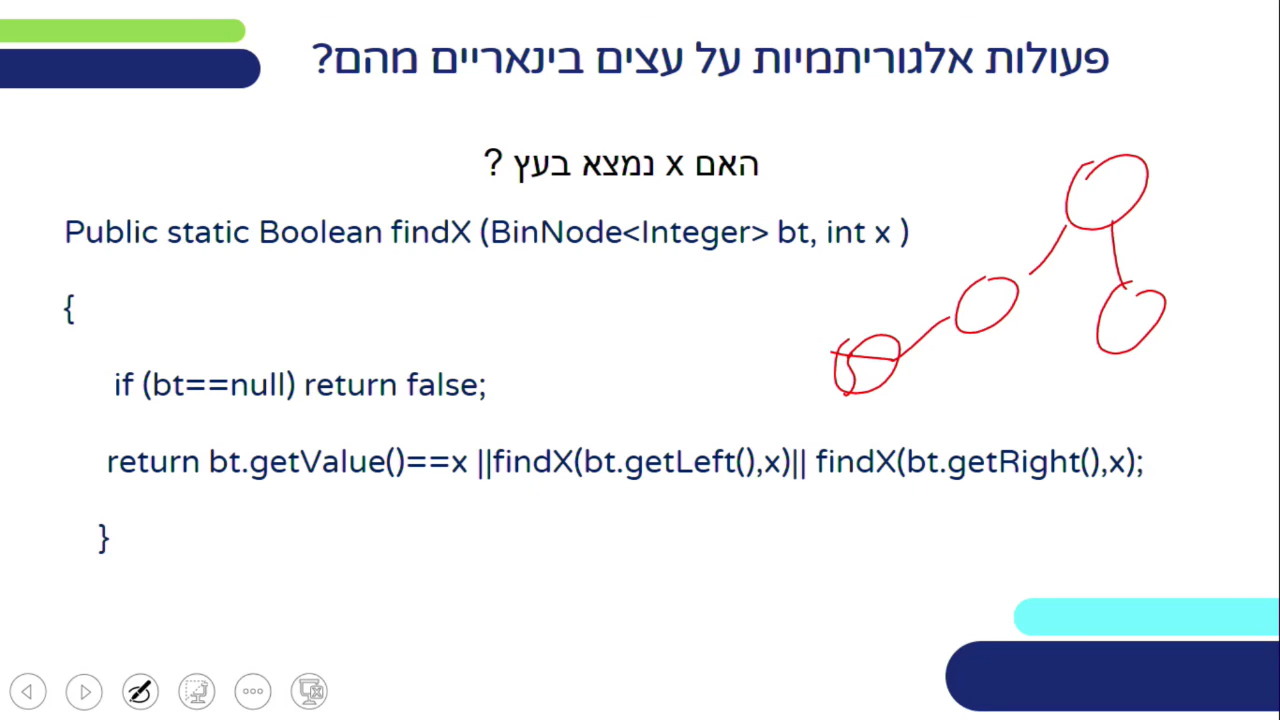 פעולות אלגוריתמיות על עצים בינאריים מהם?
האם x נמצא בעץ ?
Public static Boolean findX (BinNode<Integer> bt, int x )
{
if (bt==null) return false;
return bt.getValue()==x ||findX(bt.getLeft(),x)|| findX(bt.getRight(),x);
}